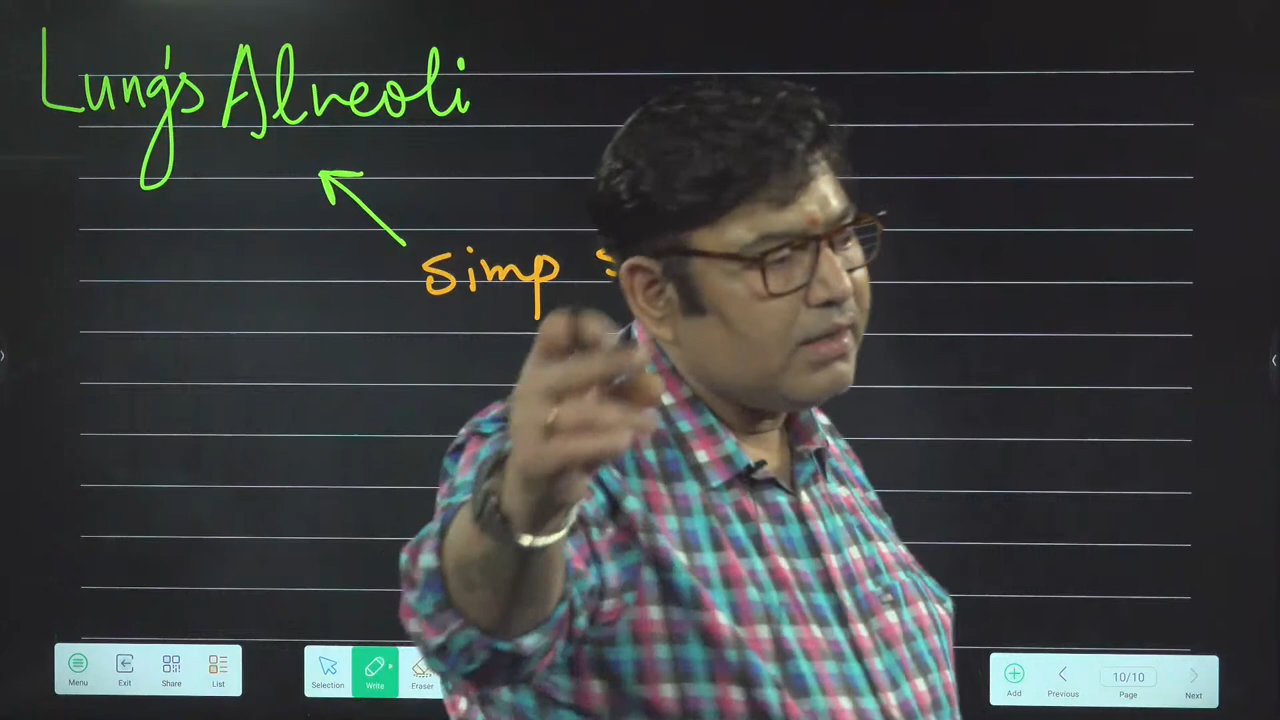 Lung's Alveoli
simp
Menu
Exit
Share
List
Selection
Write
Eraser
Add
Previous
10/10
Page
Next